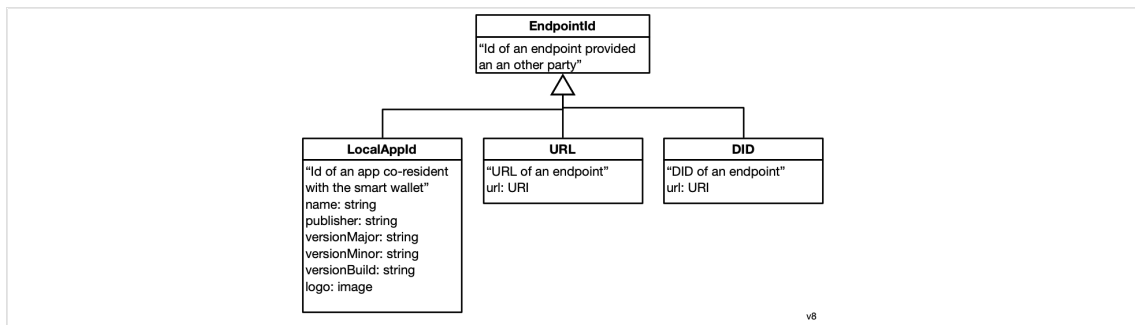 EndpointId
“Id of an endpoint provided
an an other party”
LocalAppId
“Id of an app co-resident
with the smart wallet”
name: string
publisher: string
versionMajor: string
versionMinor: string
versionBuild: string
logo: image
URL
“URL of an endpoint”
url: URI
DID
“DID of an endpoint”
url: URI
v8